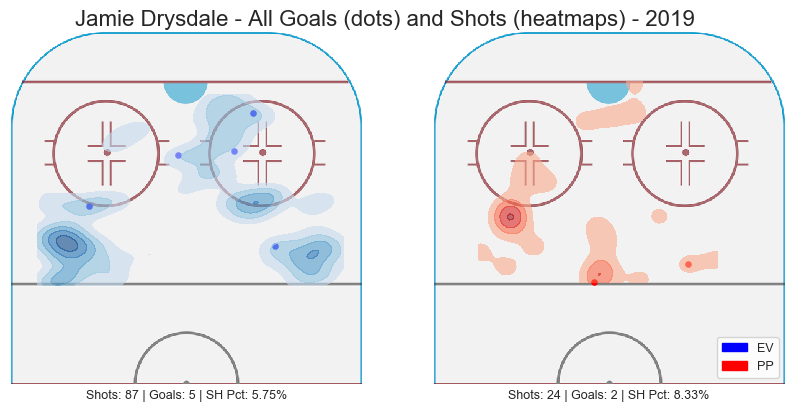 Jamie Drysdale - All Goals (dots) and Shots (heatmaps) - 2019
EV
PP
Shots: 87 | Goals: 5 | SH Pct: 5.75%
Shots: 24 | Goals: 2 | SH Pct: 8.33%